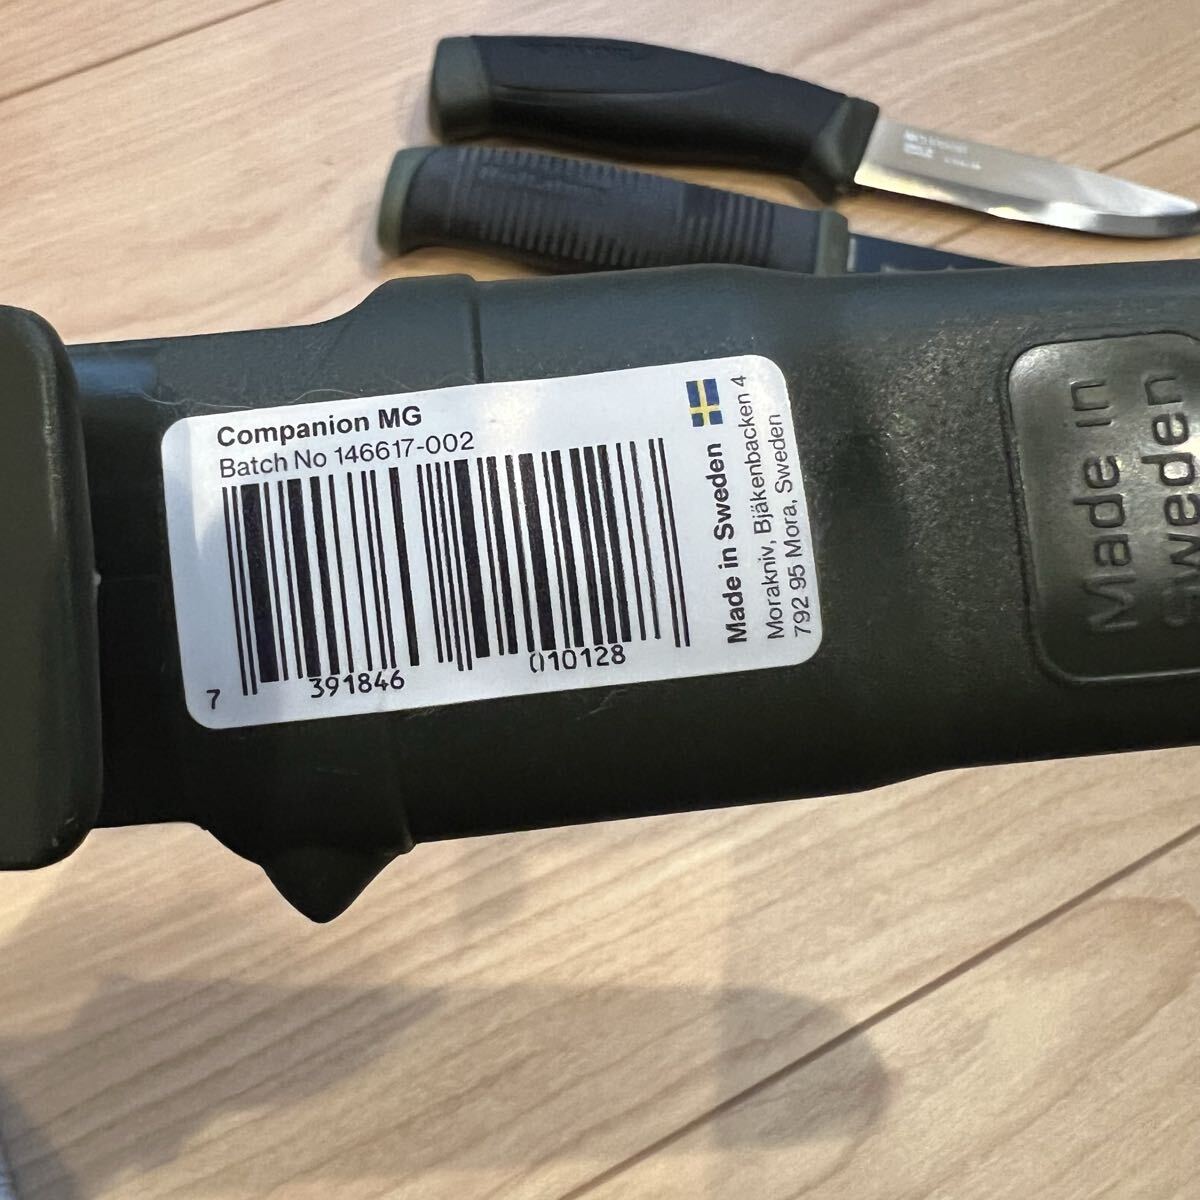 Companion MG
Batch No 146617-002
7 391846 010128
Made in Sweden
Morakniv, Bjäkenbacken 4
792 95 Mora, Sweden
Made in
Sweden